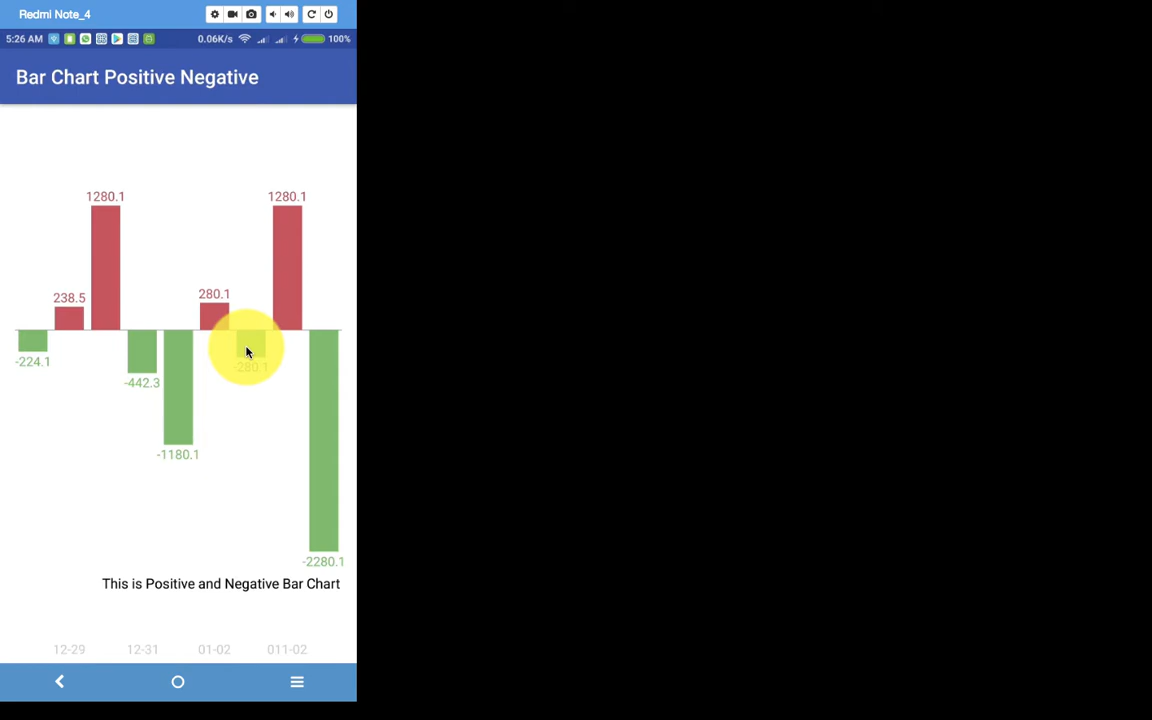 Redmi Note_4
5:26 AM 0.06K/s 100%
Bar Chart Positive Negative
1280.1 1280.1
238.5 280.1
-224.1 -280.1
-442.3
-1180.1
-2280.1
This is Positive and Negative Bar Chart
12-29 12-31 01-02 011-02